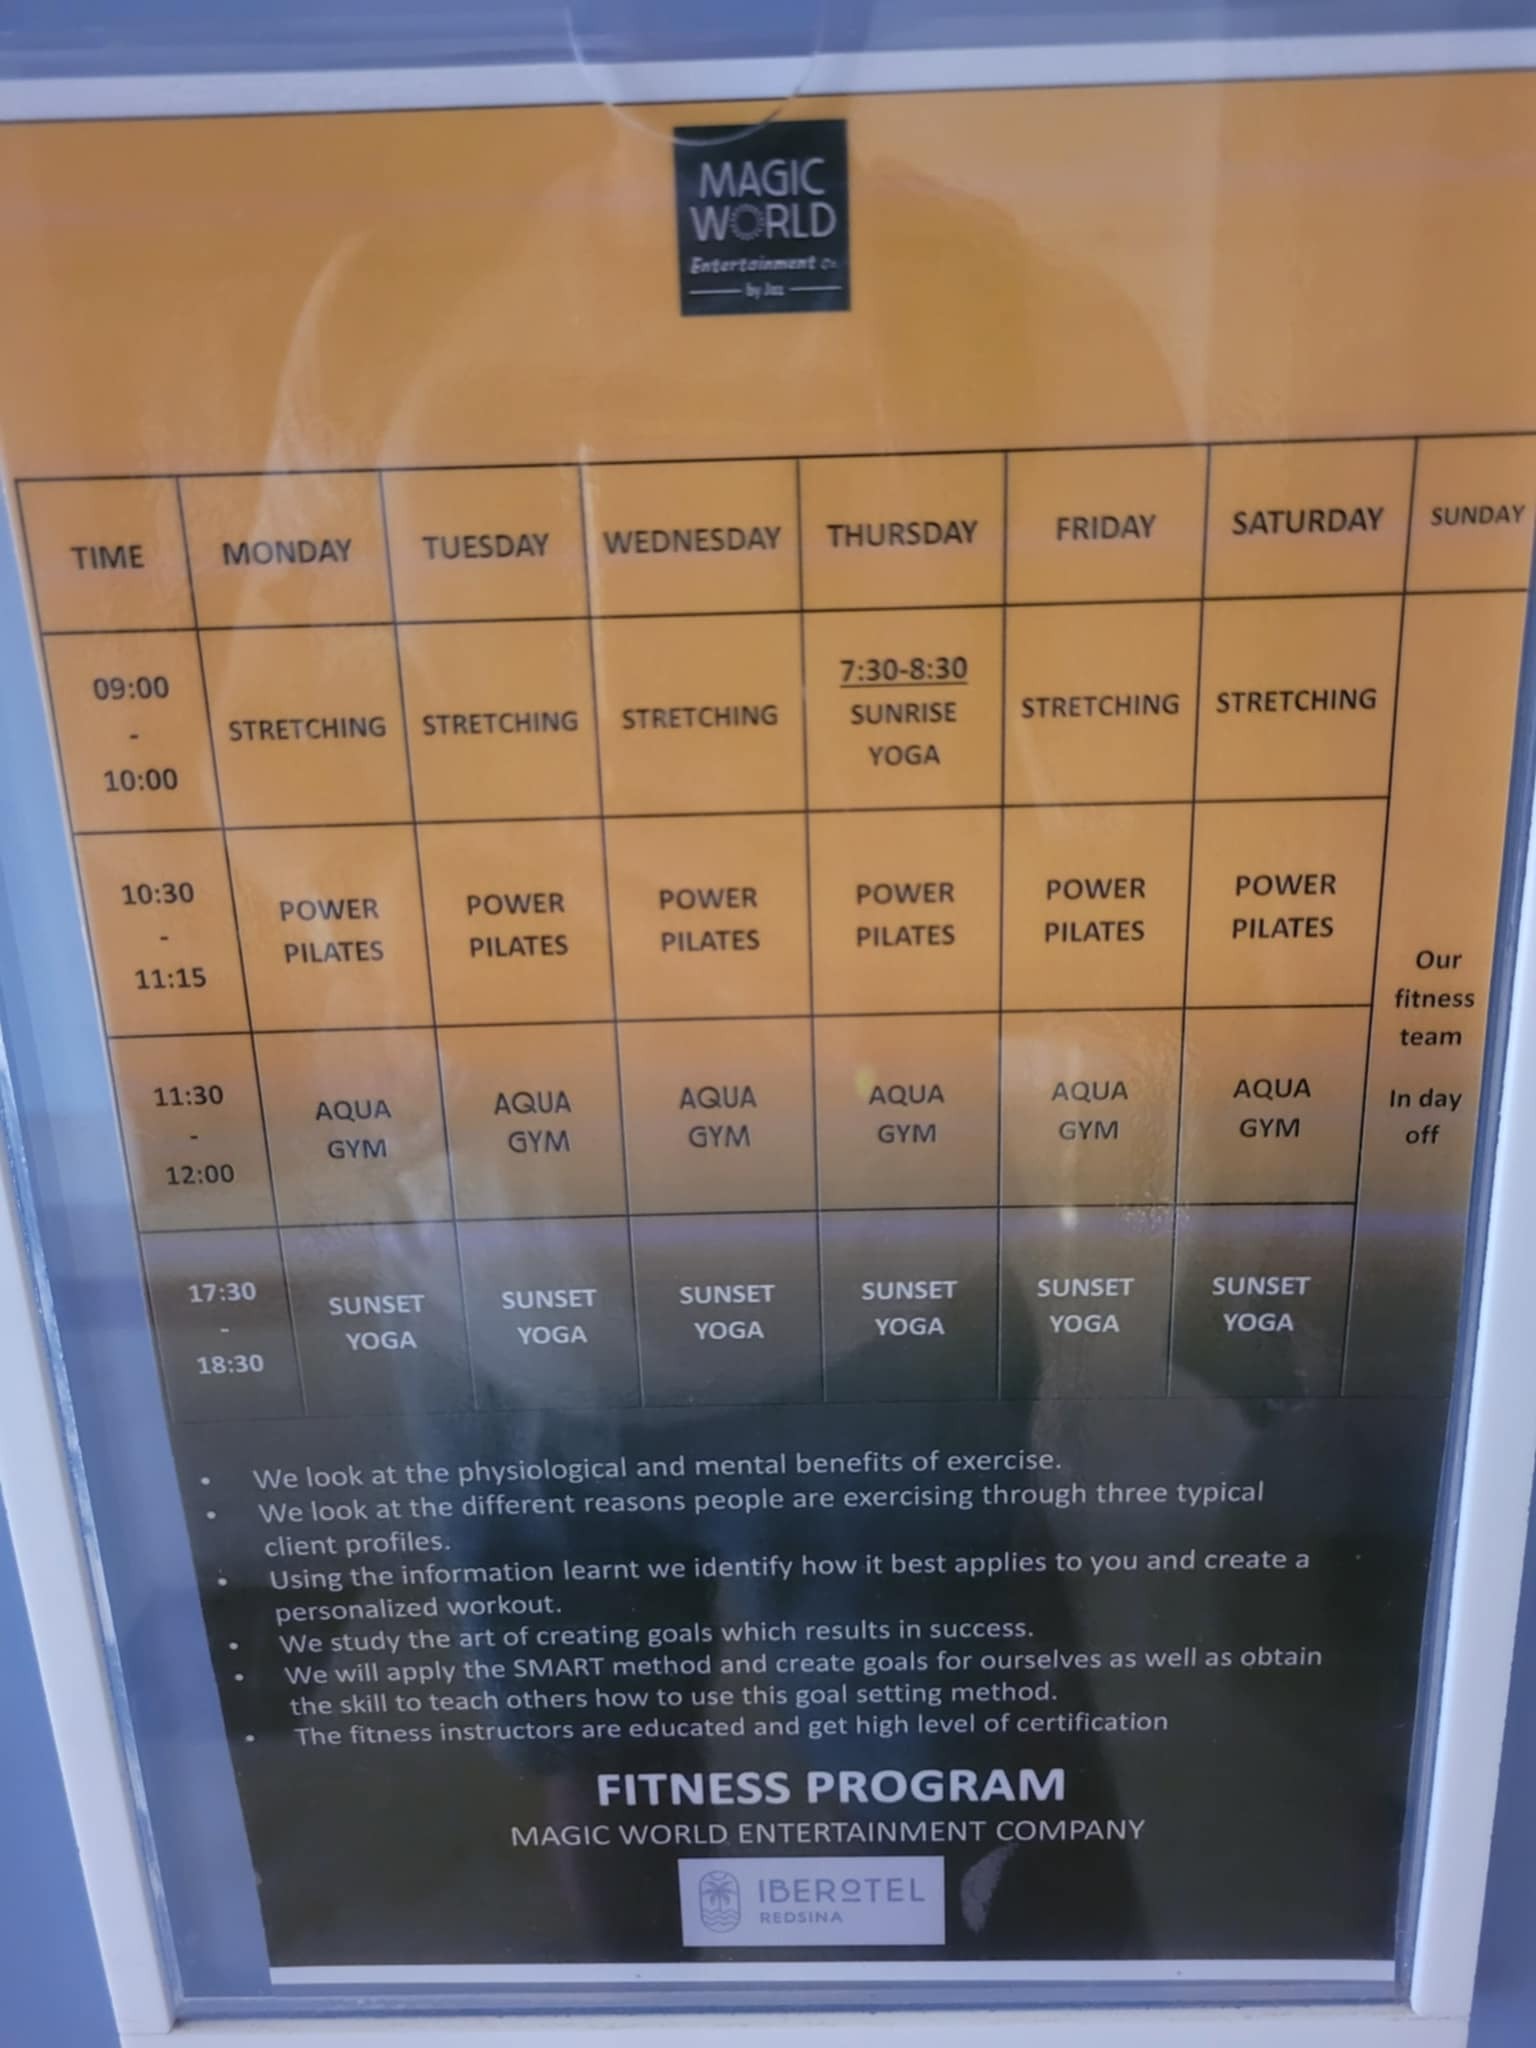 MAGIC
WORLD
Entertainment Co.
by Jaz
TIME MONDAY TUESDAY WEDNESDAY THURSDAY FRIDAY SATURDAY SUNDAY
09:00
-
10:00
STRETCHING STRETCHING STRETCHING
7:30-8:30
SUNRISE
YOGA
STRETCHING STRETCHING
10:30
-
11:15
POWER
PILATES
POWER
PILATES
POWER
PILATES
POWER
PILATES
POWER
PILATES
POWER
PILATES
Our
fitness
team
In day
off
11:30
-
12:00
AQUA
GYM
AQUA
GYM
AQUA
GYM
AQUA
GYM
AQUA
GYM
AQUA
GYM
17:30
-
18:30
SUNSET
YOGA
SUNSET
YOGA
SUNSET
YOGA
SUNSET
YOGA
SUNSET
YOGA
SUNSET
YOGA
• We look at the physiological and mental benefits of exercise.
• We look at the different reasons people are exercising through three typical
client profiles.
• Using the information learnt we identify how it best applies to you and create a
personalized workout.
• We study the art of creating goals which results in success.
• We will apply the SMART method and create goals for ourselves as well as obtain
the skill to teach others how to use this goal setting method.
• The fitness instructors are educated and get high level of certification
FITNESS PROGRAM
MAGIC WORLD ENTERTAINMENT COMPANY
IBEROTEL
REDSINA